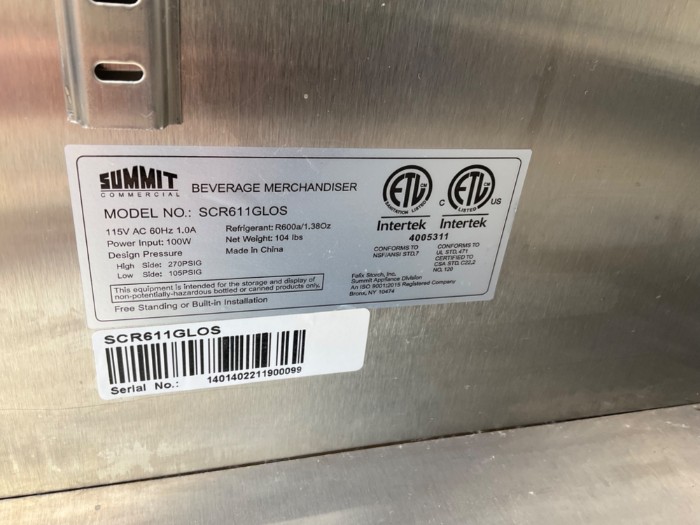 SUMMIT
COMMERCIAL
BEVERAGE MERCHANDISER
MODEL NO.: SCR611GLOS
115V AC 60Hz 1.0A
Power Input: 100W
Design Pressure
High Side: 270PSIG
Low Side: 105PSIG
Refrigerant: R600a/1,38Oz
Net Weight: 104 lbs
Made in China
This equipment is intended for the storage and display of
non-potentially-hazardous bottled or canned products only.
Free Standing or Built-in Installation
ETL
Intertek
C ETL US
LISTED
Intertek
4005311
CONFORMS TO
NSF/ANSI STD.7
CONFORMS TO
UL STD.471
CERTIFIED TO
CSA STD. C22.2
NO.120
Felix Storch, Inc.
Summit Appliance Division
An ISO 9001:2015 Registered Company
Bronx, NY 10474
SCR611GLOS
Serial No.: 1401402211900099